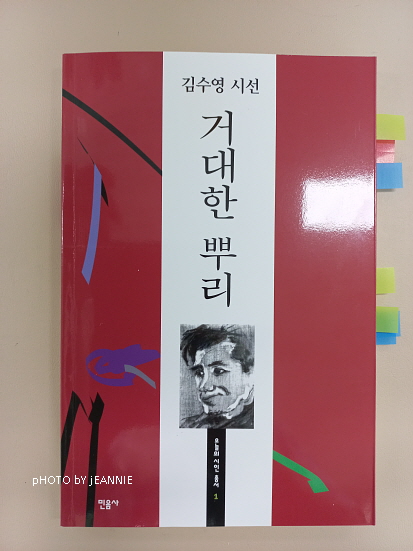 김수영 시선
거대한 뿌리
오늘의 시인 총서 1
pHOTO BY jEANNIE
민음사